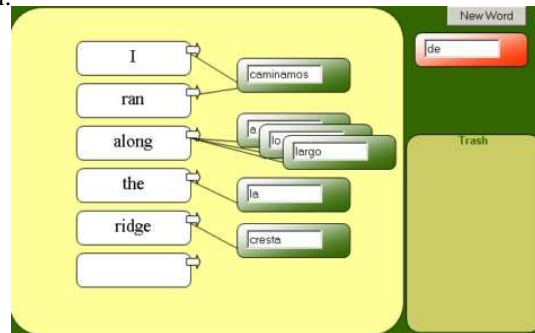 New Word
de
I
caminamos
ran
a
lo
along
largo
Trash
the
la
ridge
cresta